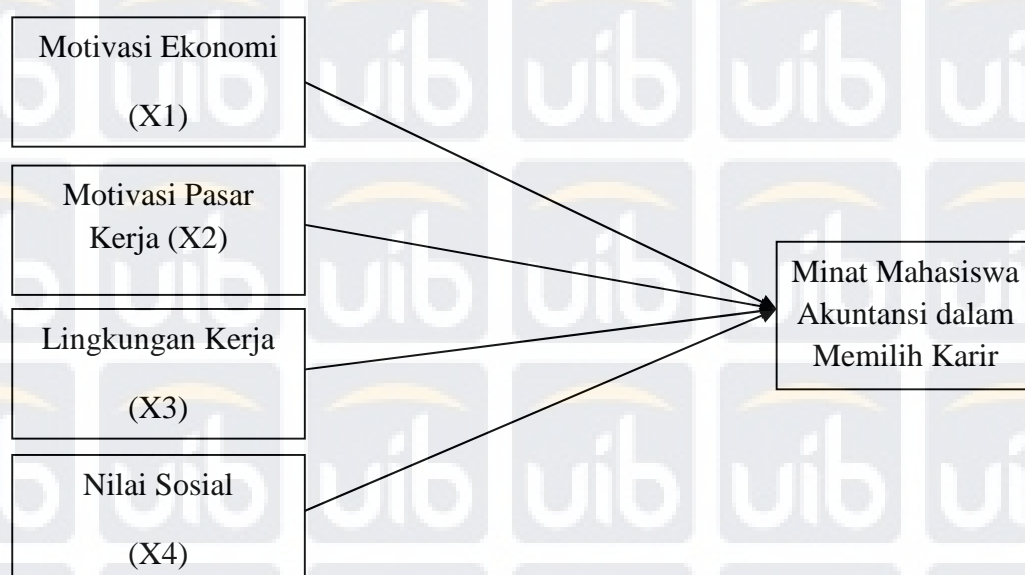 Motivasi Ekonomi
(X1)
Motivasi Pasar
Kerja (X2)
Lingkungan Kerja
(X3)
Nilai Sosial
(X4)
Minat Mahasiswa
Akuntansi dalam
Memilih Karir
uib